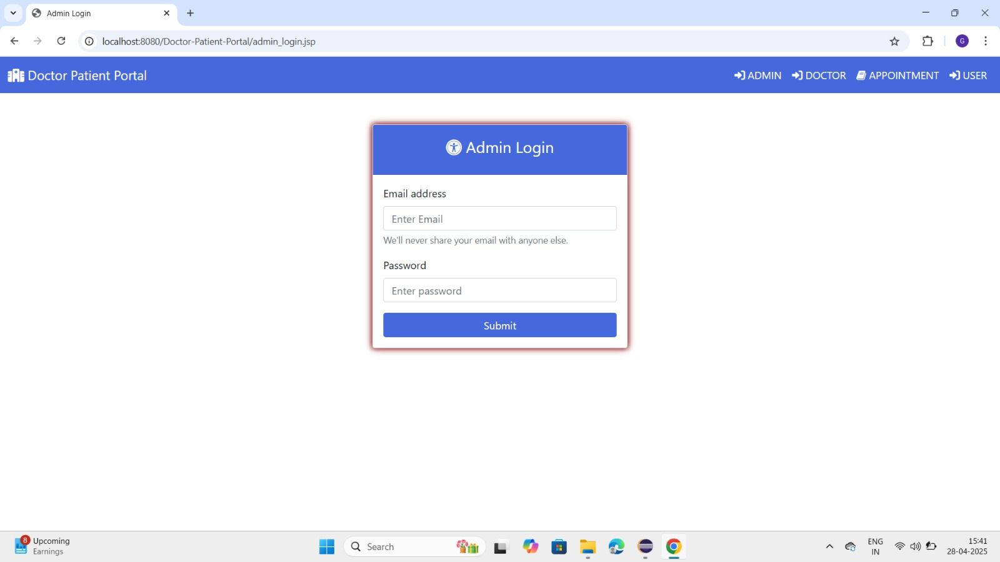 Admin Login
localhost:8080/Doctor-Patient-Portal/admin_login.jsp
G
Doctor Patient Portal
ADMIN DOCTOR APPOINTMENT USER
Admin Login
Email address
Enter Email
We'll never share your email with anyone else.
Password
Enter password
Submit
8
Upcoming
Earnings
Search
ENG
IN
15:41
28-04-2025